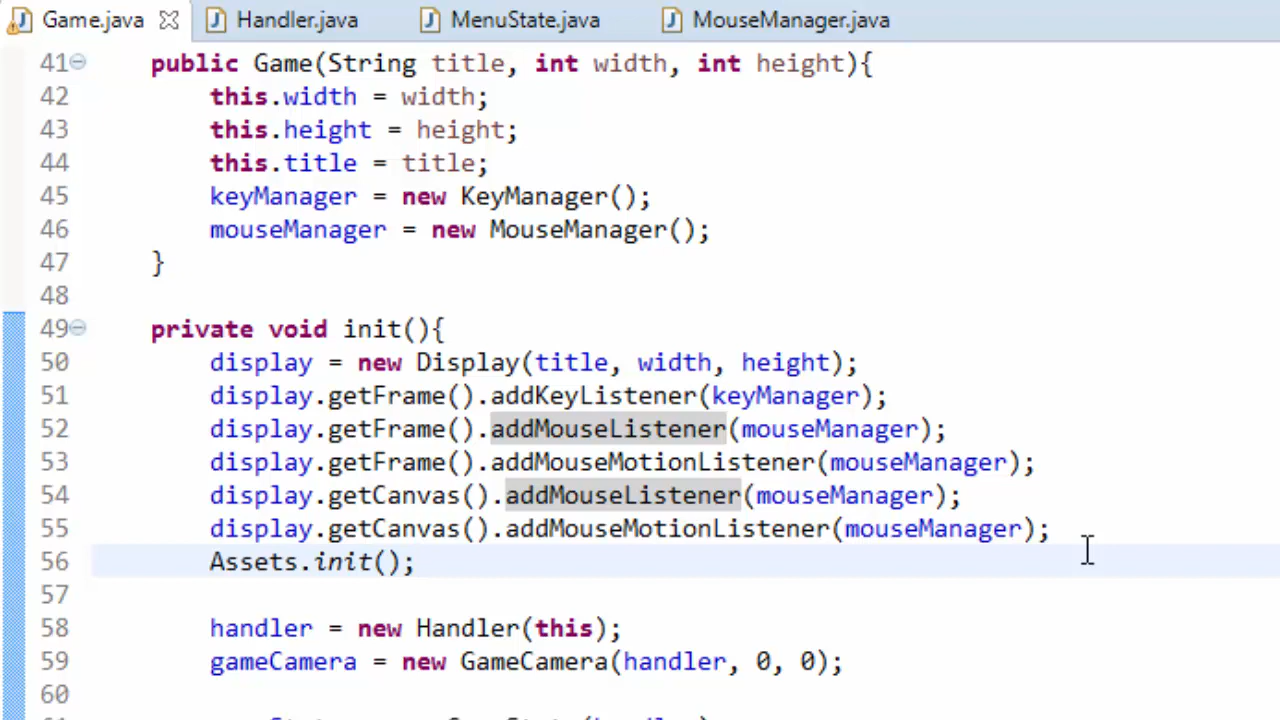 Game.java Handler.java MenuState.java MouseManager.java
41 public Game(String title, int width, int height){
42 this.width = width;
43 this.height = height;
44 this.title = title;
45 keyManager = new KeyManager();
46 mouseManager = new MouseManager();
47 }
48
49 private void init(){
50 display = new Display(title, width, height);
51 display.getFrame().addKeyListener(keyManager);
52 display.getFrame().addMouseListener(mouseManager);
53 display.getFrame().addMouseMotionListener(mouseManager);
54 display.getCanvas().addMouseListener(mouseManager);
55 display.getCanvas().addMouseMotionListener(mouseManager);
56 Assets.init();
57
58 handler = new Handler(this);
59 gameCamera = new GameCamera(handler, 0, 0);
60